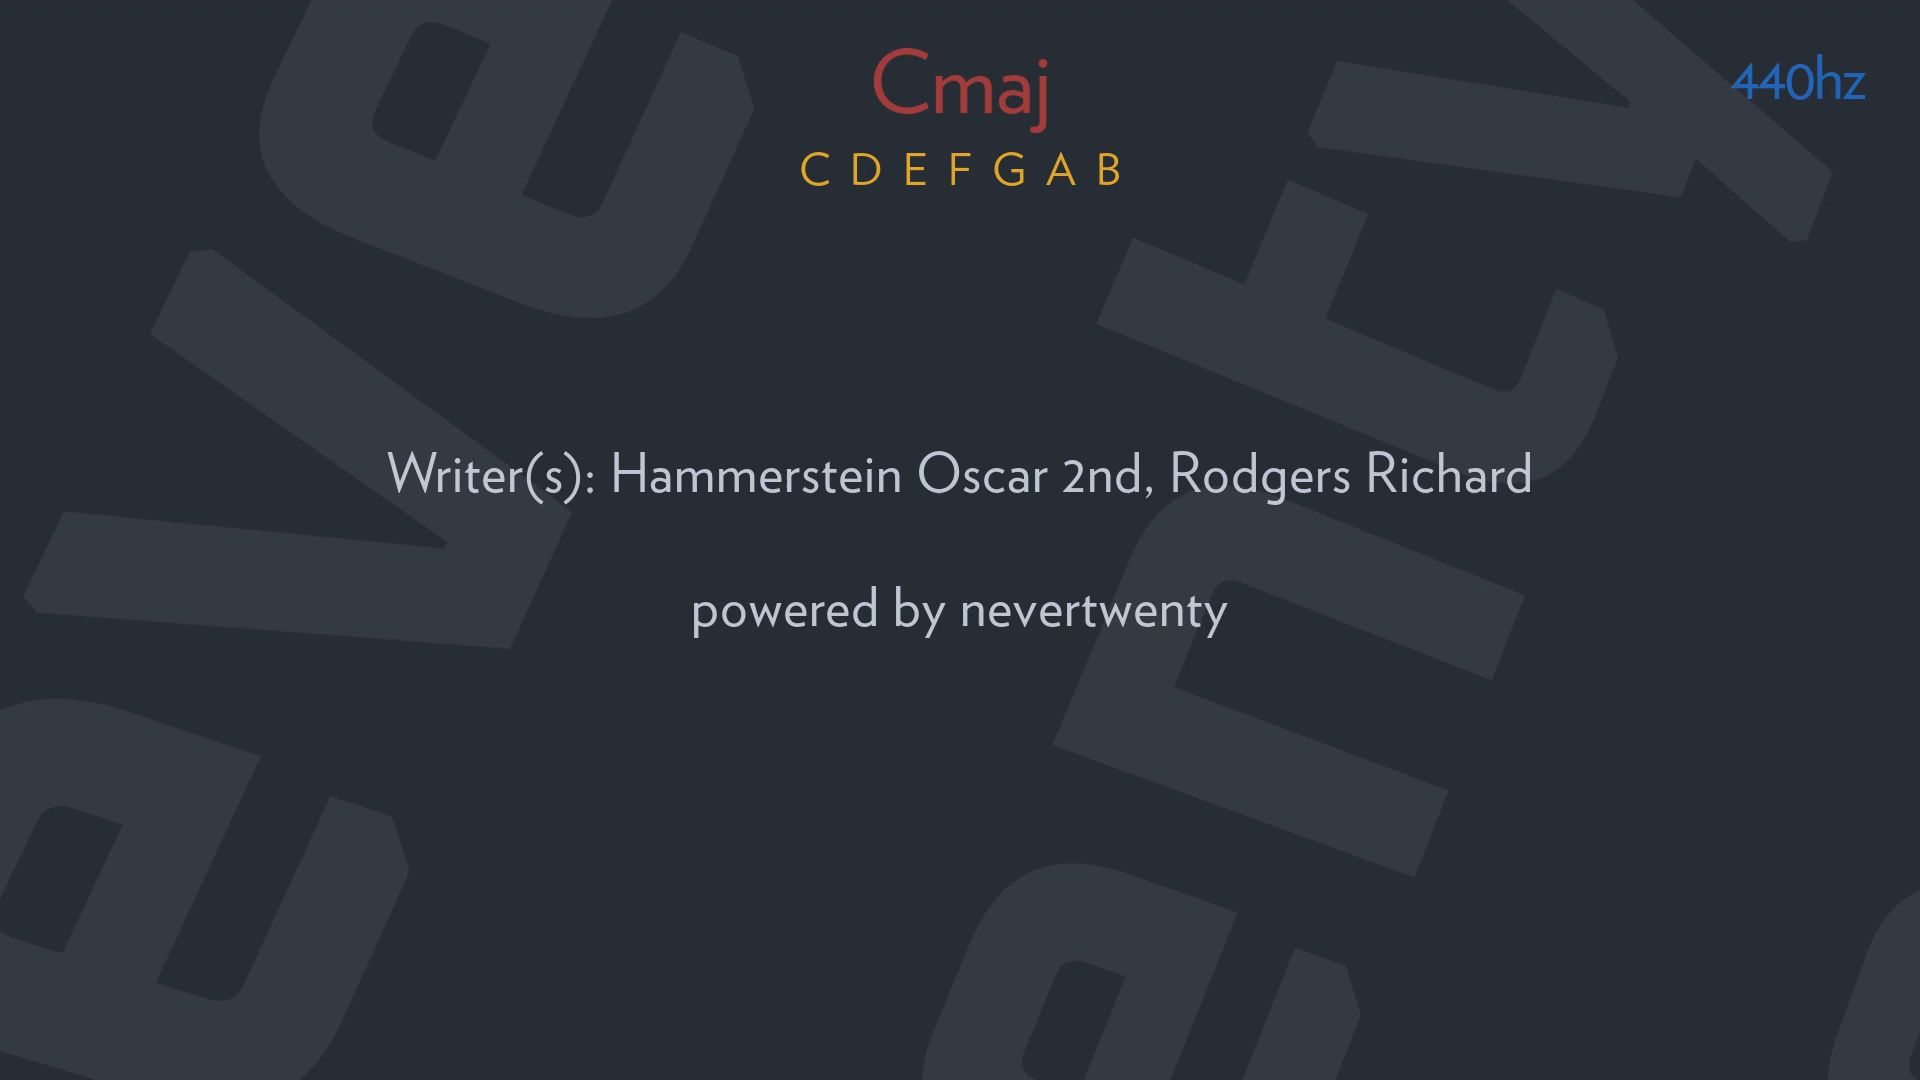 Cmaj
440hz
C D E F G A B
Writer(s): Hammerstein Oscar 2nd, Rodgers Richard
powered by nevertwenty